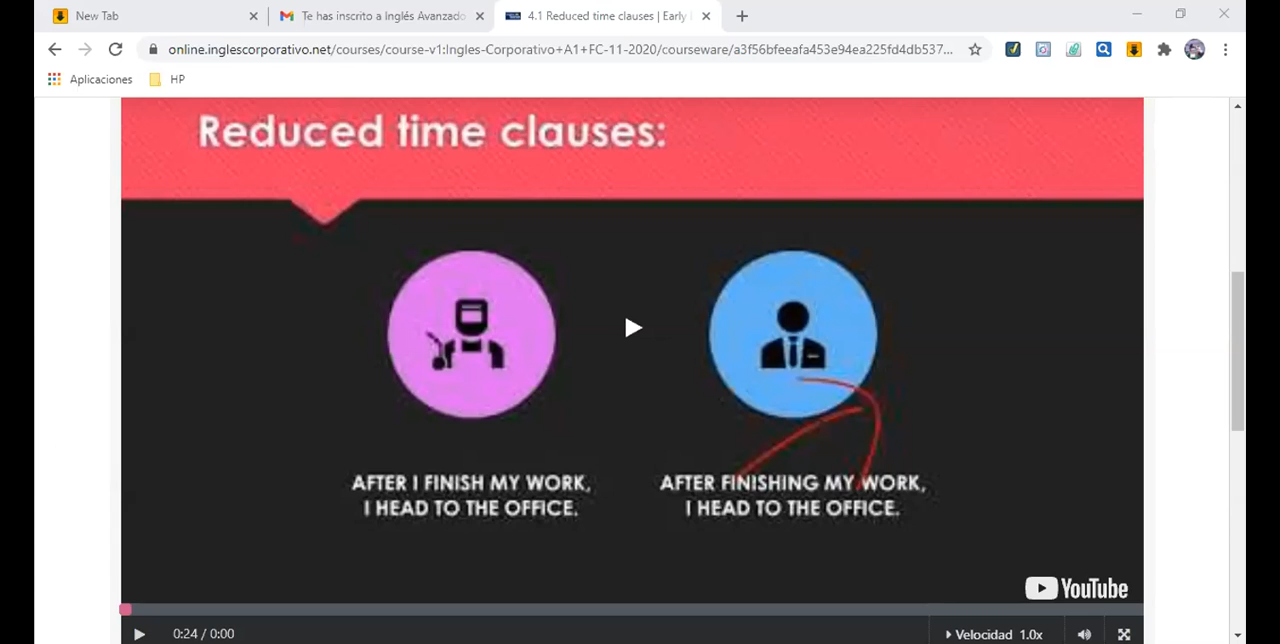 New Tab
Te has inscrito a Inglés Avanzado
4.1 Reduced time clauses | Early
online.inglescorporativo.net/courses/course-v1:Ingles-Corporativo+A1+FC-11-2020/courseware/a3f56bfeefa453e94ea225fd4db537...
Aplicaciones
HP
Reduced time clauses:
AFTER I FINISH MY WORK,
I HEAD TO THE OFFICE.
AFTER FINISHING MY WORK,
I HEAD TO THE OFFICE.
YouTube
0:24 / 0:00
Velocidad 1.0x